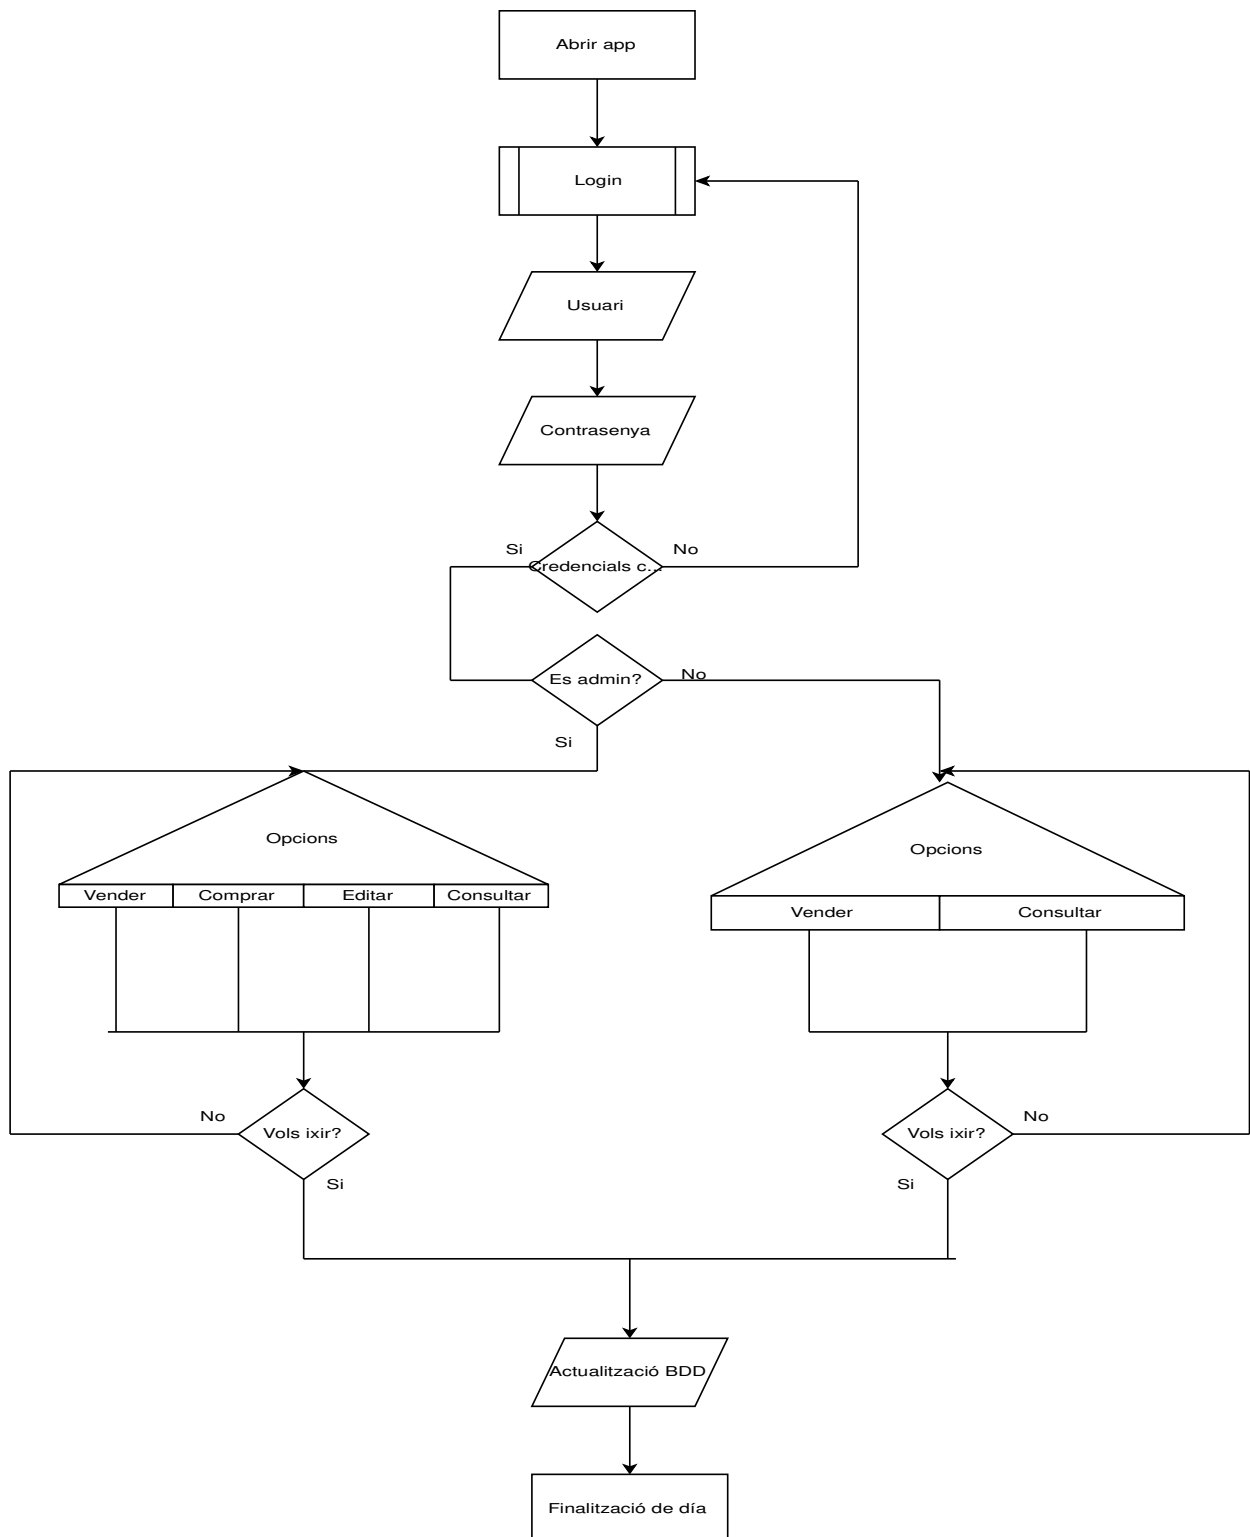 Abrir app
Login
Usuari
Contrasenya
Si
No
Credencials c...
Es admin?
No
Si
Opcions
Vender
Comprar
Editar
Consultar
Opcions
Vender
Consultar
No
Vols ixir?
Si
Vols ixir?
No
Si
Actualització BDD
Finalització de día